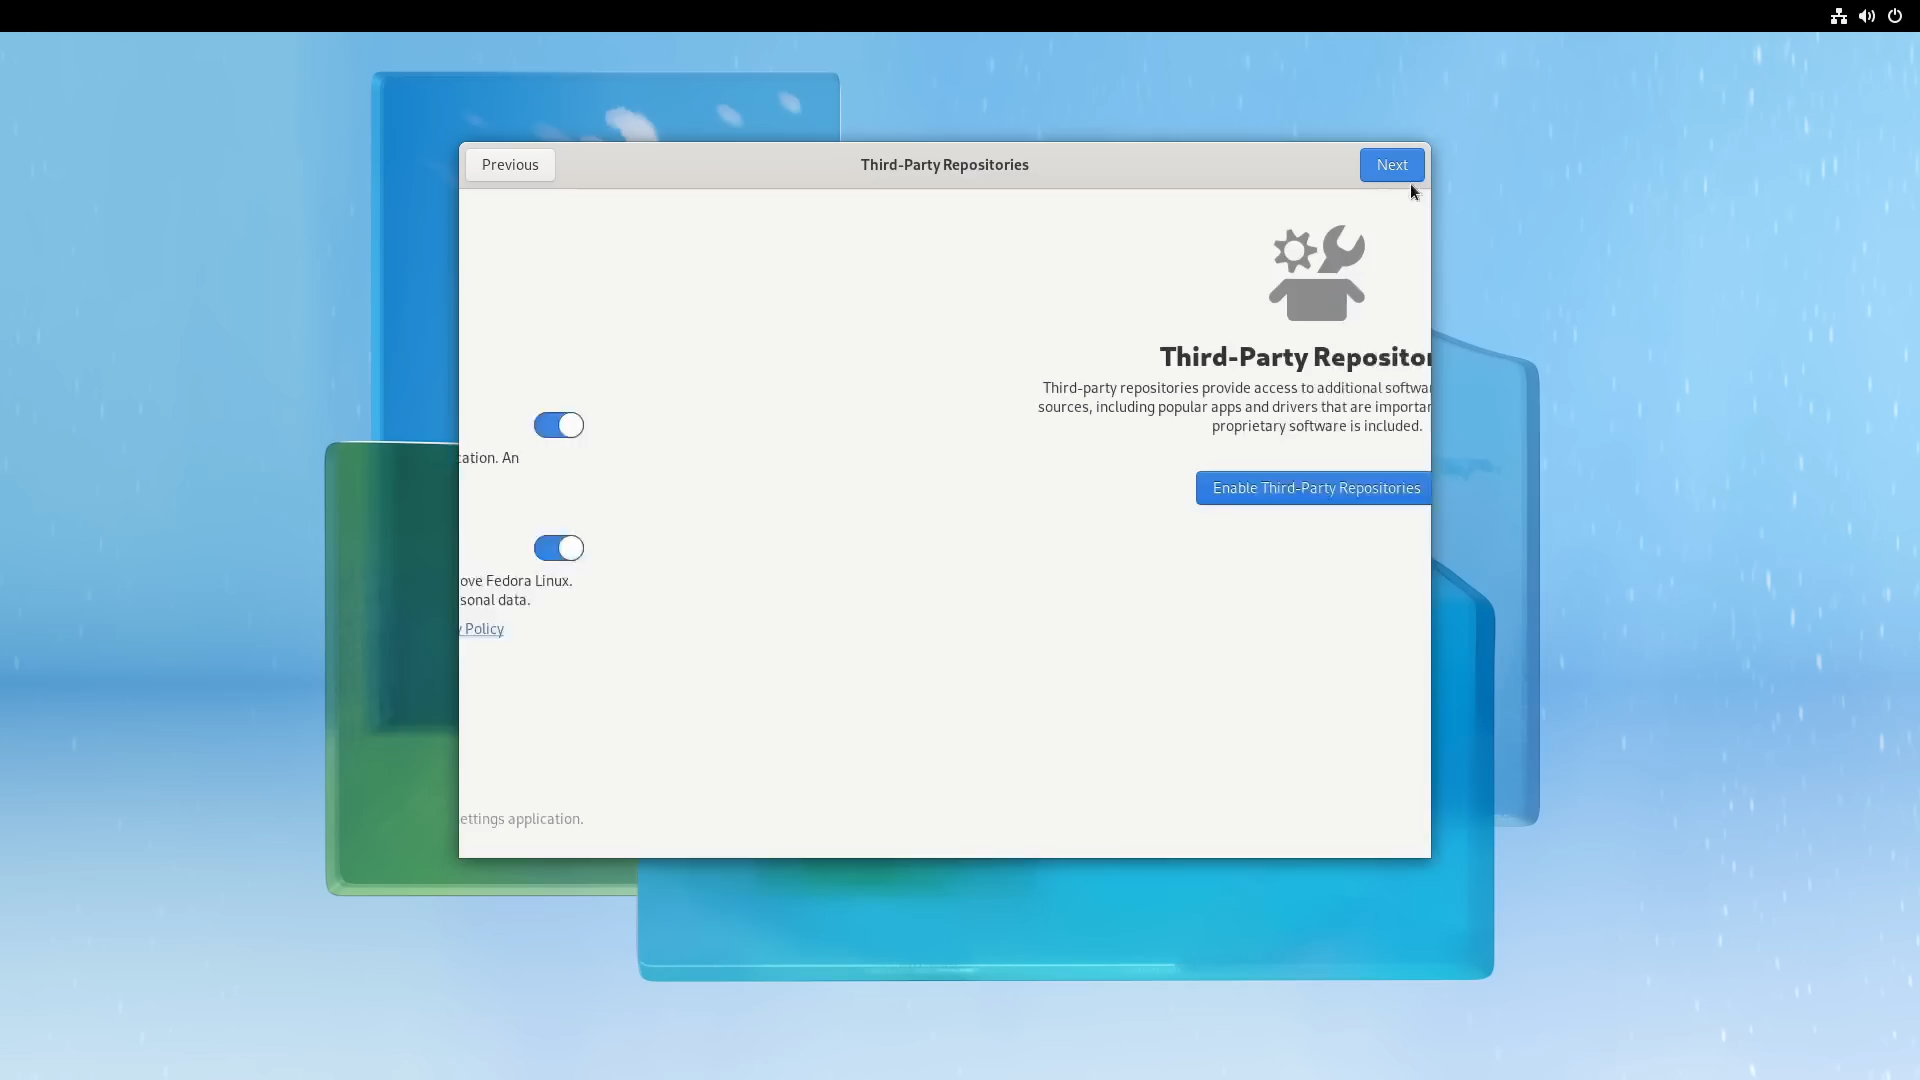 Previous
Third-Party Repositories
Next
Third-Party Reposito
Third-party repositories provide access to additional softwa
sources, including popular apps and drivers that are importan
proprietary software is included.
Enable Third-Party Repositories
cation. An
ove Fedora Linux.
sonal data.
y Policy
ettings application.